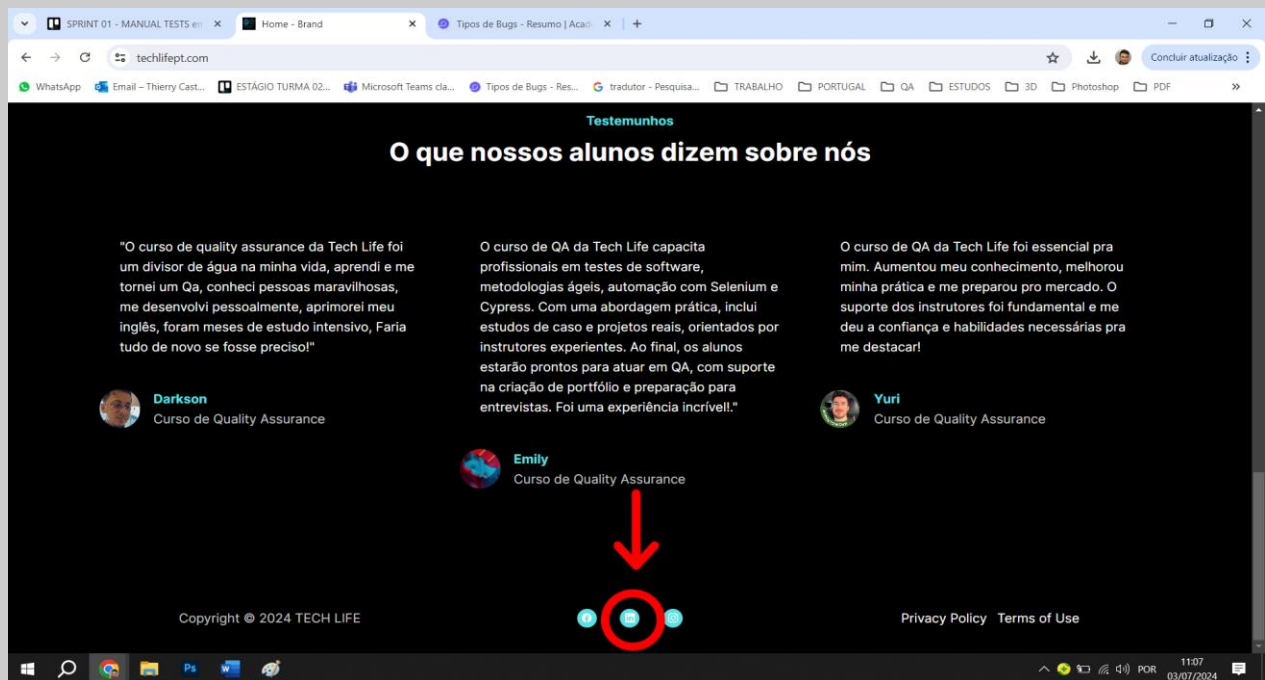 SPRINT 01 - MANUAL TESTS en
Home - Brand
Tipos de Bugs - Resumo | Acad
techlifept.com
Concluir atualização
WhatsApp
Email – Thierry Cast...
ESTÁGIO TURMA 02...
Microsoft Teams cla...
Tipos de Bugs - Res...
tradutor - Pesquisa...
TRABALHO
PORTUGAL
QA
ESTUDOS
3D
Photoshop
PDF
Testemunhos
O que nossos alunos dizem sobre nós
"O curso de quality assurance da Tech Life foi
um divisor de água na minha vida, aprendi e me
tornei um Qa, conheci pessoas maravilhosas,
me desenvolvi pessoalmente, aprimorei meu
inglês, foram meses de estudo intensivo, Faria
tudo de novo se fosse preciso!"
Darkson
Curso de Quality Assurance
O curso de QA da Tech Life capacita
profissionais em testes de software,
metodologias ágeis, automação com Selenium e
Cypress. Com uma abordagem prática, inclui
estudos de caso e projetos reais, orientados por
instrutores experientes. Ao final, os alunos
estarão prontos para atuar em QA, com suporte
na criação de portfólio e preparação para
entrevistas. Foi uma experiência incrível!."
Emily
Curso de Quality Assurance
O curso de QA da Tech Life foi essencial pra
mim. Aumentou meu conhecimento, melhorou
minha prática e me preparou pro mercado. O
suporte dos instrutores foi fundamental e me
deu a confiança e habilidades necessárias pra
me destacar!
Yuri
Curso de Quality Assurance
Copyright © 2024 TECH LIFE
in
Privacy Policy Terms of Use
Ps
POR
11:07
03/07/2024